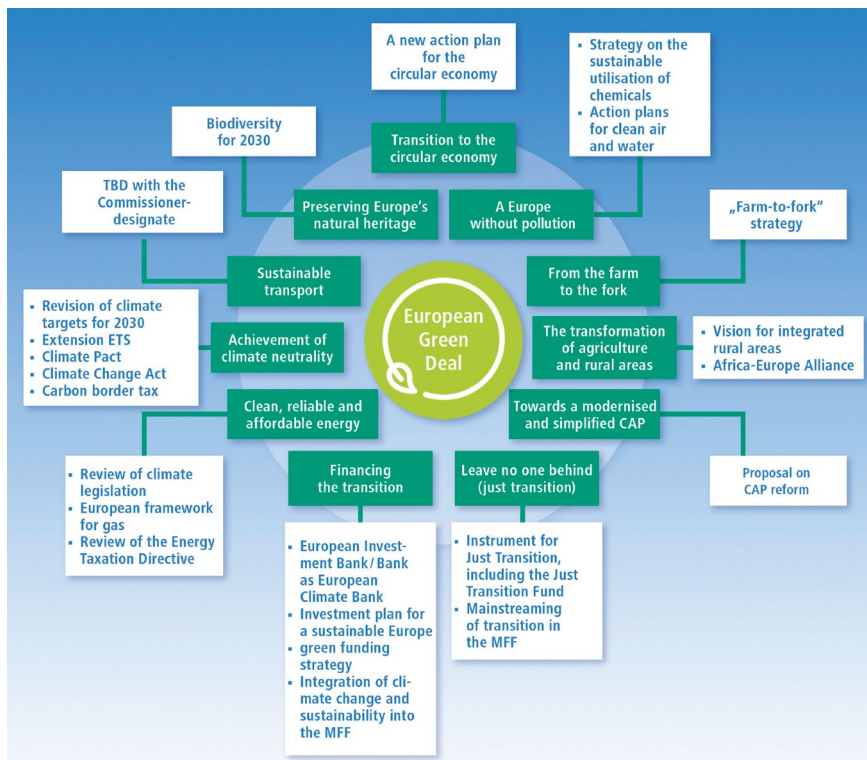 A new action plan
for the
circular economy
▪ Strategy on the
sustainable
utilisation of
chemicals
▪ Action plans
for clean air
and water
Biodiversity
for 2030
Transition to the
circular economy
TBD with the
Commissioner-
designate
Preserving Europe's
natural heritage
A Europe
without pollution
„Farm-to-fork“
strategy
Sustainable
transport
From the farm
to the fork
▪ Revision of climate
targets for 2030
▪ Extension ETS
▪ Climate Pact
▪ Climate Change Act
▪ Carbon border tax
Achievement of
climate neutrality
European
Green
Deal
The transformation
of agriculture
and rural areas
▪ Vision for integrated
rural areas
▪ Africa-Europe Alliance
Clean, reliable and
affordable energy
Towards a modernised
and simplified CAP
▪ Review of climate
legislation
▪ European framework
for gas
▪ Review of the Energy
Taxation Directive
Financing
the transition
Leave no one behind
(just transition)
Proposal on
CAP reform
▪ European Invest-
ment Bank/Bank
as European
Climate Bank
▪ Investment plan for
a sustainable Europe
▪ green funding
strategy
▪ Integration of cli-
mate change and
sustainability into
the MFF
▪ Instrument for
Just Transition,
including the Just
Transition Fund
▪ Mainstreaming
of transition in
the MFF